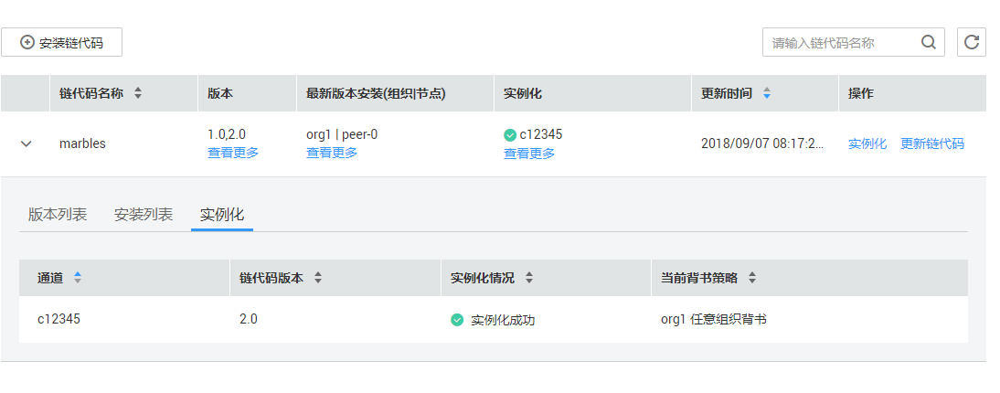 安装链代码
请输入链代码名称
链代码名称 版本 最新版本安装(组织|节点) 实例化 更新时间 操作
marbles 1.0,2.0 org1 | peer-0 c12345 2018/09/07 08:17:2... 实例化 更新链代码
查看更多 查看更多 查看更多
版本列表 安装列表 实例化
通道 链代码版本 实例化情况 当前背书策略
c12345 2.0 实例化成功 org1 任意组织背书